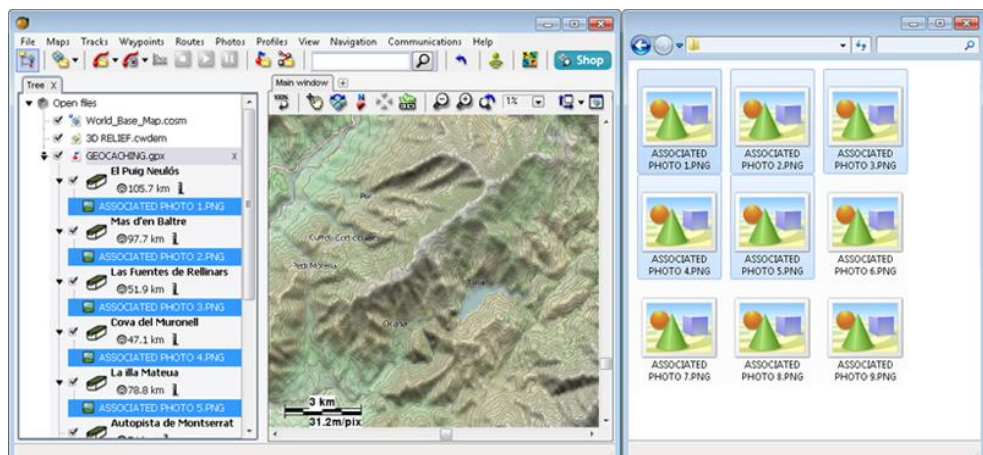 File Maps Tracks Waypoints Routes Photos Profiles View Navigation Communications Help
Shop
Tree X
Open files
World_Base_Map.cosm
3D RELIEF.cwdem
GEOCACHING.gpx x
El Puig Neulós
105.7 km
ASSOCIATED PHOTO 1.PNG
Mas d'en Baltre
97.7 km
ASSOCIATED PHOTO 2.PNG
Las Fuentes de Rellinars
51.9 km
ASSOCIATED PHOTO 3.PNG
Cova del Muronell
47.1 km
ASSOCIATED PHOTO 4.PNG
La illa Mateua
78.8 km
ASSOCIATED PHOTO 5.PNG
Autopista de Montserrat
Main window
100%
1%
Tuna
3 km
31.2m/pix
ASSOCIATED
PHOTO 1.PNG
ASSOCIATED
PHOTO 2.PNG
ASSOCIATED
PHOTO 3.PNG
ASSOCIATED
PHOTO 4.PNG
ASSOCIATED
PHOTO 5.PNG
ASSOCIATED
PHOTO 6.PNG
ASSOCIATED
PHOTO 7.PNG
ASSOCIATED
PHOTO 8.PNG
ASSOCIATED
PHOTO 9.PNG